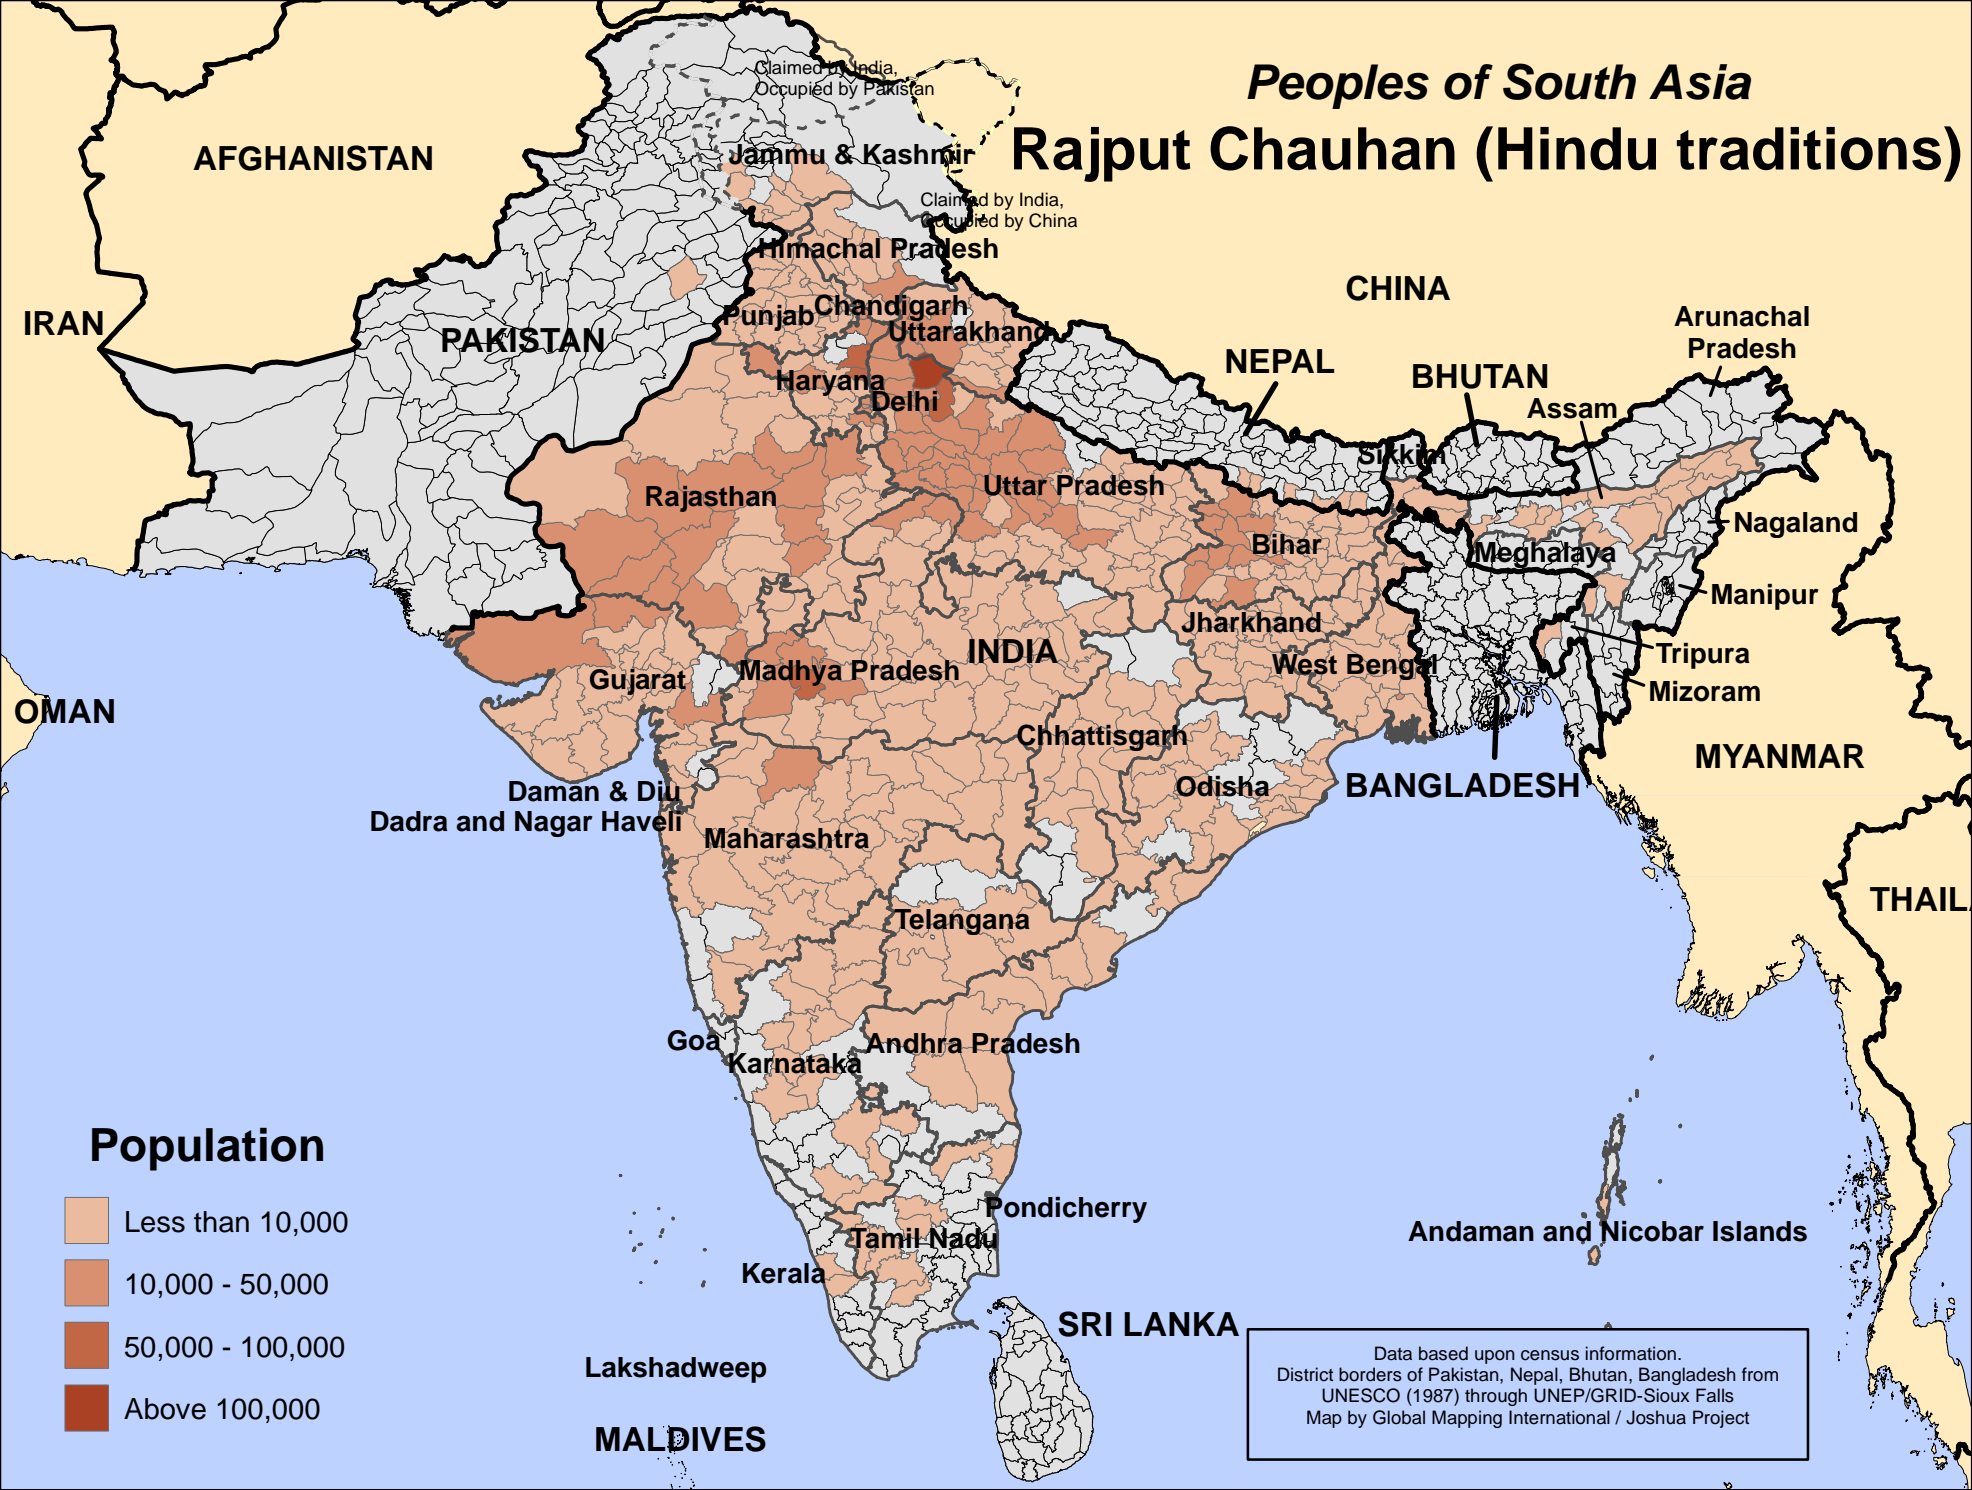 Peoples of South Asia
Rajput Chauhan (Hindu traditions)
Claimed by India,
Occupied by Pakistan
AFGHANISTAN
Jammu & Kashmir
Claimed by India,
Occupied by China
Himachal Pradesh
CHINA
IRAN
PAKISTAN
Punjab
Chandigarh
Uttarakhand
Arunachal
Pradesh
NEPAL
BHUTAN
Assam
Haryana
Delhi
Sikkim
Rajasthan
Uttar Pradesh
Bihar
Nagaland
Meghalaya
Manipur
Jharkhand
INDIA
Tripura
West Bengal
Madhya Pradesh
Gujarat
Mizoram
OMAN
Chhattisgarh
MYANMAR
Odisha
BANGLADESH
Daman & Diu
Dadra and Nagar Haveli
Maharashtra
THAIL
Telangana
Goa
Karnataka
Andhra Pradesh
Pondicherry
Tamil Nadu
Andaman and Nicobar Islands
Kerala
SRI LANKA
Lakshadweep
MALDIVES
Population
Less than 10,000
10,000 - 50,000
50,000 - 100,000
Above 100,000
Data based upon census information.
District borders of Pakistan, Nepal, Bhutan, Bangladesh from
UNESCO (1987) through UNEP/GRID-Sioux Falls
Map by Global Mapping International / Joshua Project